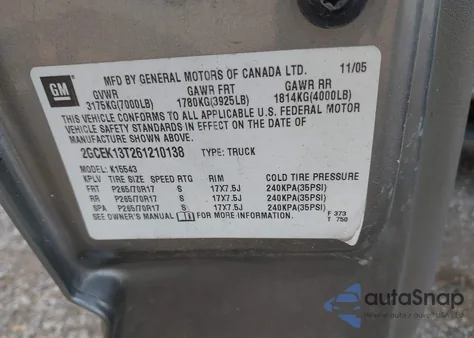 GM
MFD BY GENERAL MOTORS OF CANADA LTD. 11/05
GVWR GAWR FRT GAWR RR
3175KG(7000LB) 1780KG(3925LB) 1814KG(4000LB)
THIS VEHICLE CONFORMS TO ALL APPLICABLE U.S. FEDERAL MOTOR
VEHICLE SAFETY STANDARDS IN EFFECT ON THE DATE OF
MANUFACTURE SHOWN ABOVE.
2GCEK13T261210138 TYPE: TRUCK
MODEL: K15543
KPLV TIRE SIZE SPEED RTG RIM COLD TIRE PRESSURE
FRT P265/70R17 S 17X7.5J 240KPA(35PSI)
RR P265/70R17 S 17X7.5J 240KPA(35PSI)
SPA P265/70R17 S 17X7.5J 240KPA(35PSI)
SEE OWNER'S MANUAL FOR MORE INFORMATION. F 373
T 750
autoSnap